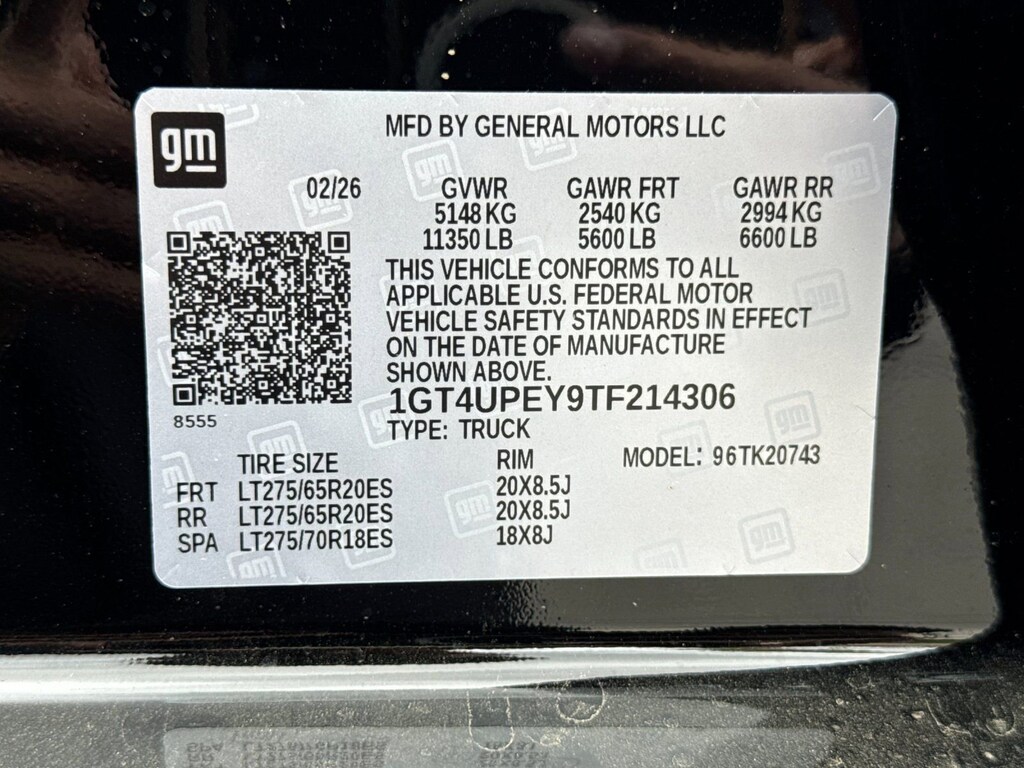 gm
MFD BY GENERAL MOTORS LLC
02/26 GVWR GAWR FRT GAWR RR
5148 KG 2540 KG 2994 KG
11350 LB 5600 LB 6600 LB
THIS VEHICLE CONFORMS TO ALL
APPLICABLE U.S. FEDERAL MOTOR
VEHICLE SAFETY STANDARDS IN EFFECT
ON THE DATE OF MANUFACTURE
SHOWN ABOVE.
1GT4UPEY9TF214306
8555
TYPE: TRUCK
TIRE SIZE RIM MODEL: 96TK20743
FRT LT275/65R20ES 20X8.5J
RR LT275/65R20ES 20X8.5J
SPA LT275/70R18ES 18X8J